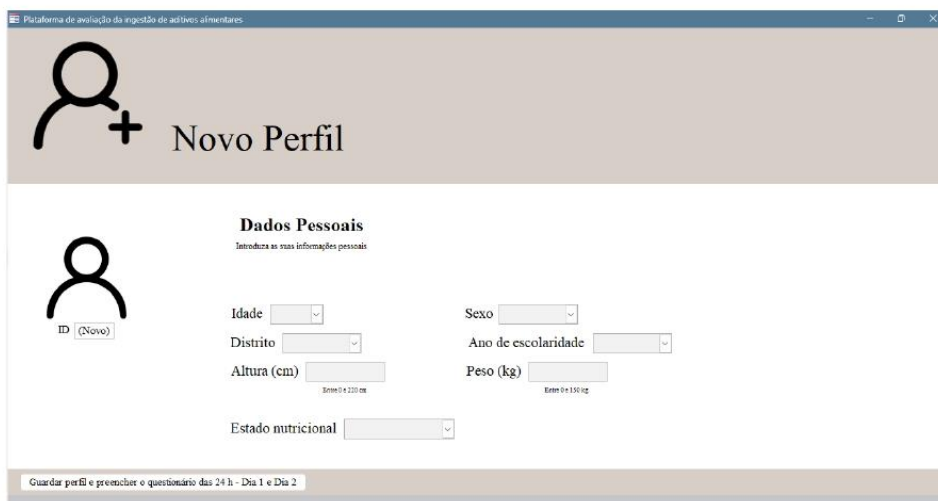 Plataforma de avaliação da ingestão de aditivos alimentares
Novo Perfil
Dados Pessoais
Introduza as suas informações pessoais
ID (Novo)
Idade Sexo
Distrito Ano de escolaridade
Altura (cm) Peso (kg)
Entre 0 e 220 cm Entre 0 e 150 kg
Estado nutricional
Guardar perfil e preencher o questionário das 24 h - Dia 1 e Dia 2